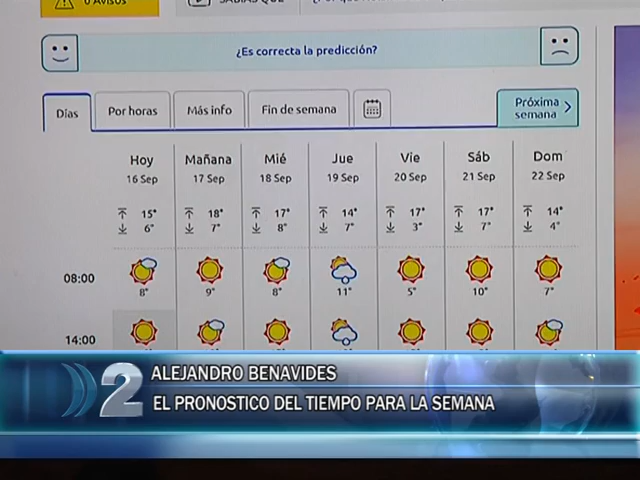 0 Avisos
¿Es correcta la predicción?
Días
Por horas
Más info
Fin de semana
Próxima semana
Hoy Mañana Mié Jue Vie Sáb Dom
16 Sep 17 Sep 18 Sep 19 Sep 20 Sep 21 Sep 22 Sep
15° 18° 17° 14° 17° 17° 14°
6° 7° 8° 7° 3° 7° 4°
08:00
8° 9° 8° 11° 5° 10° 7°
14:00
2
ALEJANDRO BENAVIDES
EL PRONOSTICO DEL TIEMPO PARA LA SEMANA